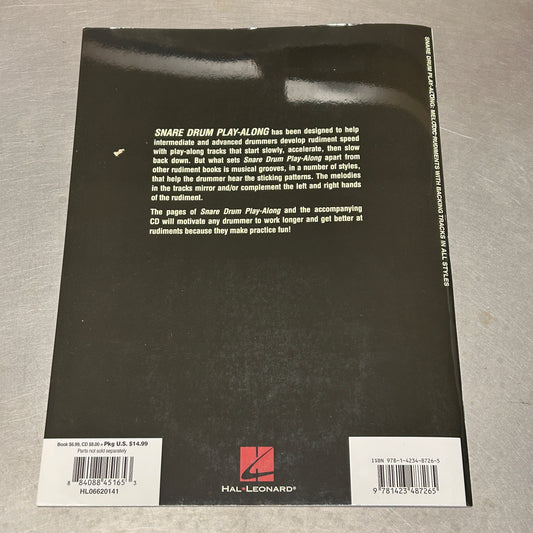 SNARE DRUM PLAY-ALONG has been designed to help
intermediate and advanced drummers develop rudiment speed
with play-along tracks that start slowly, accelerate, then slow
back down. But what sets Snare Drum Play-Along apart from
other rudiment books is musical grooves, in a number of styles,
that help the drummer hear the sticking patterns. The melodies
in the tracks mirror and/or complement the left and right hands
of the rudiment.
The pages of Snare Drum Play-Along and the accompanying
CD will motivate any drummer to work longer and get better at
rudiments because they make practice fun!
SNARE DRUM PLAY-ALONG: MELODIC RUDIMENTS WITH BACKING TRACKS IN ALL STYLES
Book $6.99, CD $8.00 = Pkg U.S. $14.99
Parts not sold separately
8 84088 45165 3
HL06620141
HAL•LEONARD®
ISBN 978-1-4234-8726-5
9 781423 487265